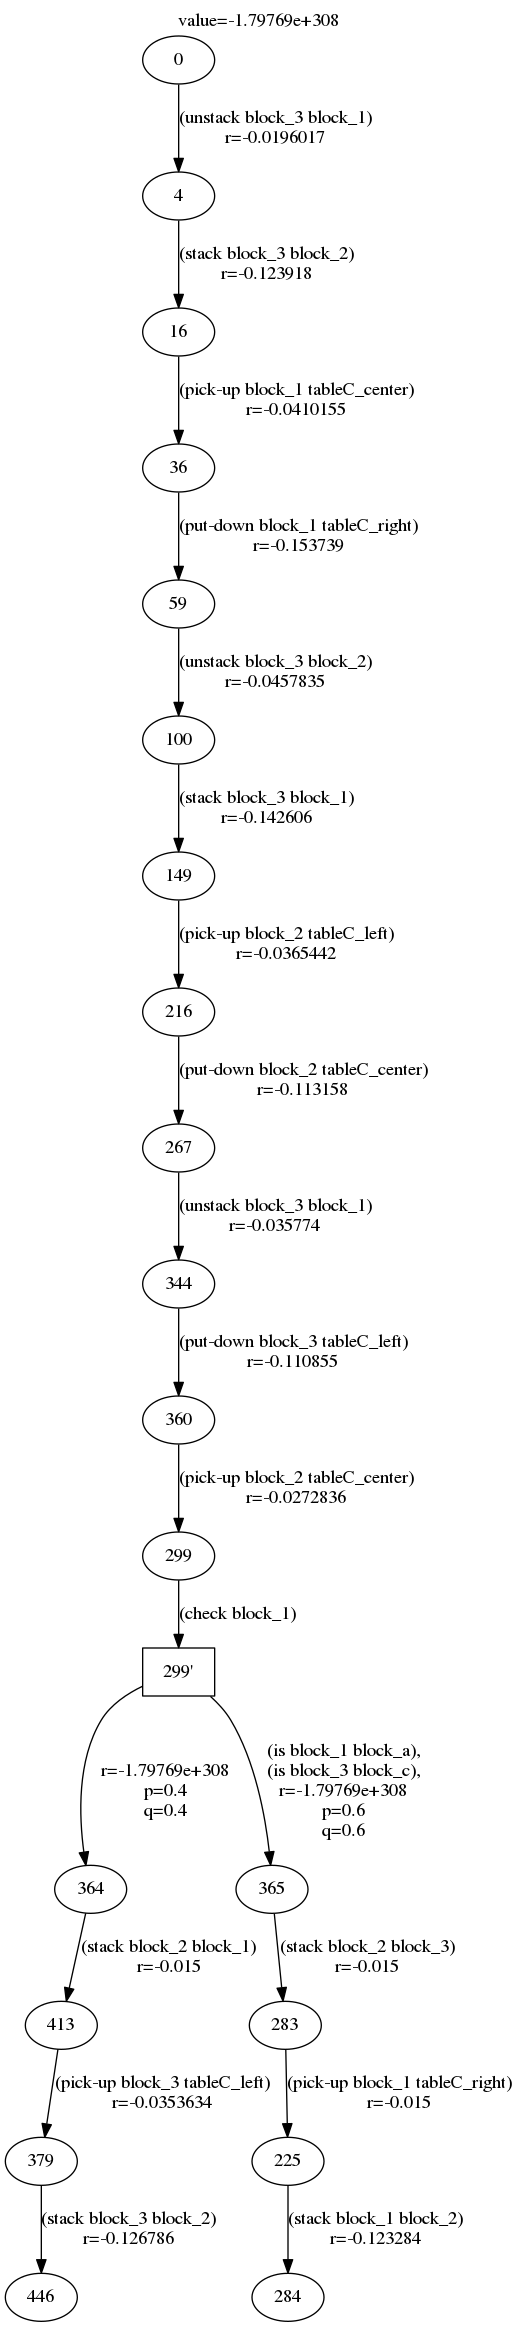 value=-1.79769e+308
0
(unstack block_3 block_1)
r=-0.0196017
4
(stack block_3 block_2)
r=-0.123918
16
(pick-up block_1 tableC_center)
r=-0.0410155
36
(put-down block_1 tableC_right)
r=-0.153739
59
(unstack block_3 block_2)
r=-0.0457835
100
(stack block_3 block_1)
r=-0.142606
149
(pick-up block_2 tableC_left)
r=-0.0365442
216
(put-down block_2 tableC_center)
r=-0.113158
267
(unstack block_3 block_1)
r=-0.035774
344
(put-down block_3 tableC_left)
r=-0.110855
360
(pick-up block_2 tableC_center)
r=-0.0272836
299
(check block_1)
299'
r=-1.79769e+308
p=0.4
q=0.4
(is block_1 block_a),
(is block_3 block_c),
r=-1.79769e+308
p=0.6
q=0.6
364
365
(stack block_2 block_1)
r=-0.015
(stack block_2 block_3)
r=-0.015
413
283
(pick-up block_3 tableC_left)
r=-0.0353634
(pick-up block_1 tableC_right)
r=-0.015
379
225
(stack block_3 block_2)
r=-0.126786
(stack block_1 block_2)
r=-0.123284
446
284